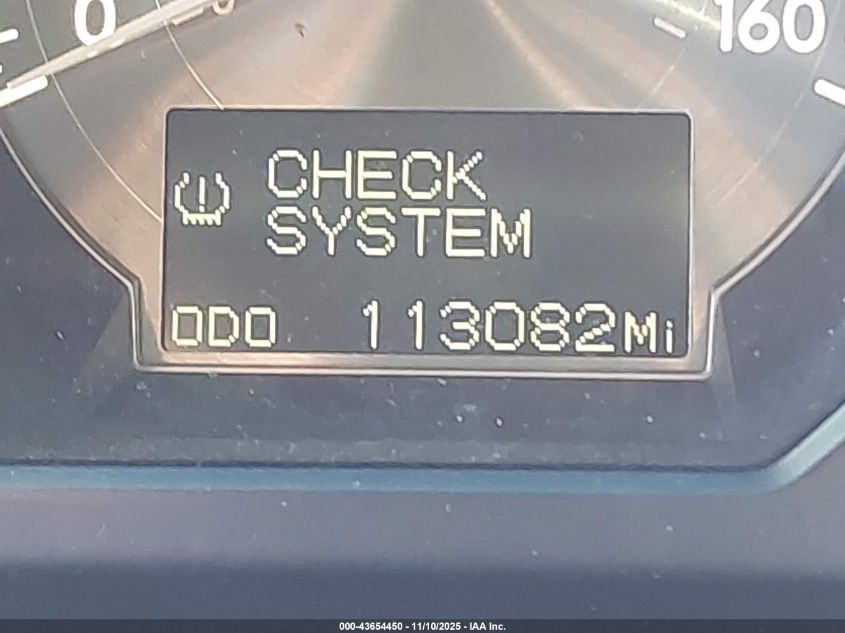 0 160
CHECK
SYSTEM
ODO 113082Mi
000-43654450 - 11/10/2025 - IAA Inc.